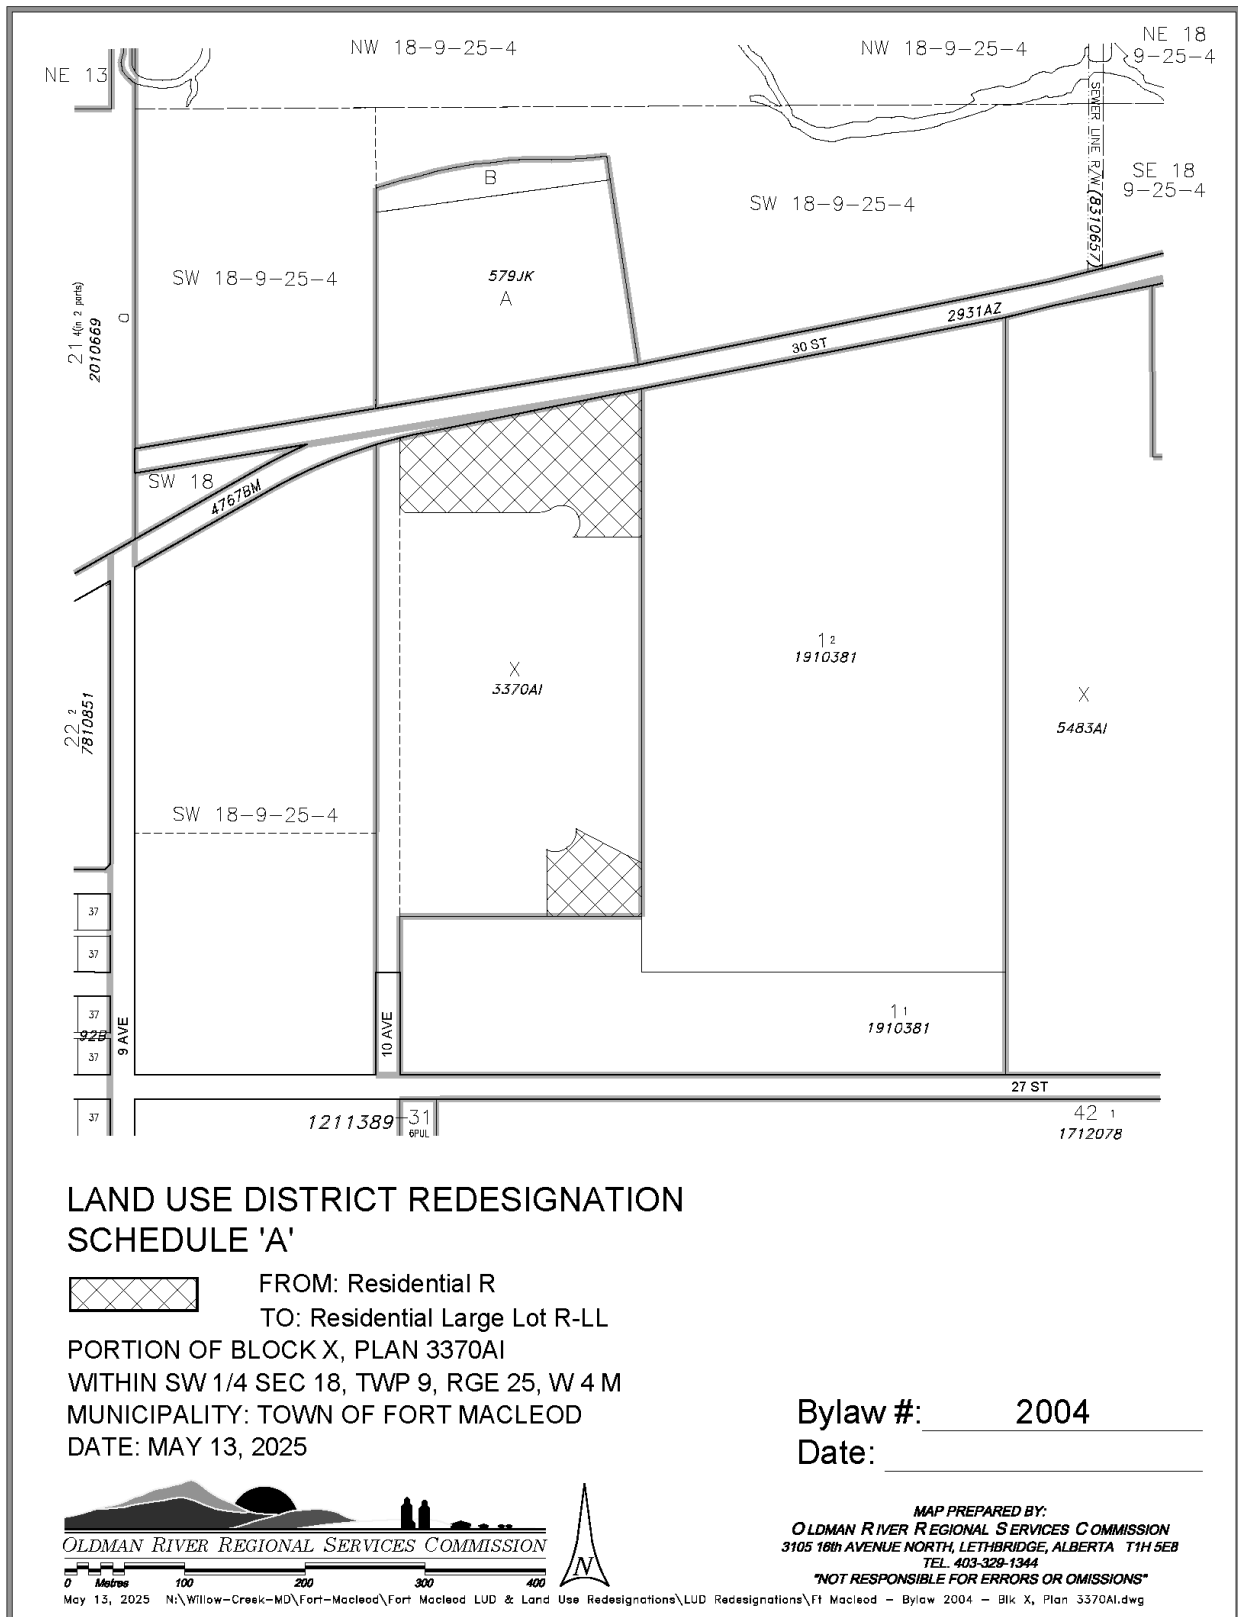 NW 18-9-25-4
NW 18-9-25-4
NE 18
9-25-4
NE 13
SEWER LINE R/W (8310657)
B
SE 18
9-25-4
SW 18-9-25-4
SW 18-9-25-4
579JK
A
21 4(in 2 parts)
2010669
2931AZ
30 ST
SW 18
4767BM
1 2
1910381
X
3370AI
X
5483AI
22 2
7810851
SW 18-9-25-4
37
37
37
92B
37
9 AVE
10 AVE
1 1
1910381
27 ST
37
1211389
31
6PUL
42 1
1712078
LAND USE DISTRICT REDESIGNATION
SCHEDULE 'A'
FROM: Residential R
TO: Residential Large Lot R-LL
PORTION OF BLOCK X, PLAN 3370AI
WITHIN SW 1/4 SEC 18, TWP 9, RGE 25, W 4 M
MUNICIPALITY: TOWN OF FORT MACLEOD
DATE: MAY 13, 2025
Bylaw #: 2004
Date:
OLDMAN RIVER REGIONAL SERVICES COMMISSION
0 Metres 100 200 300 400
N
MAP PREPARED BY:
OLDMAN RIVER REGIONAL SERVICES COMMISSION
3105 16th AVENUE NORTH, LETHBRIDGE, ALBERTA T1H 5E8
TEL. 403-329-1344
"NOT RESPONSIBLE FOR ERRORS OR OMISSIONS"
May 13, 2025 N:\Willow-Creek-MD\Fort-Macleod\Fort Macleod LUD & Land Use Redesignations\LUD Redesignations\Ft Macleod - Bylaw 2004 - Blk X, Plan 3370AI.dwg